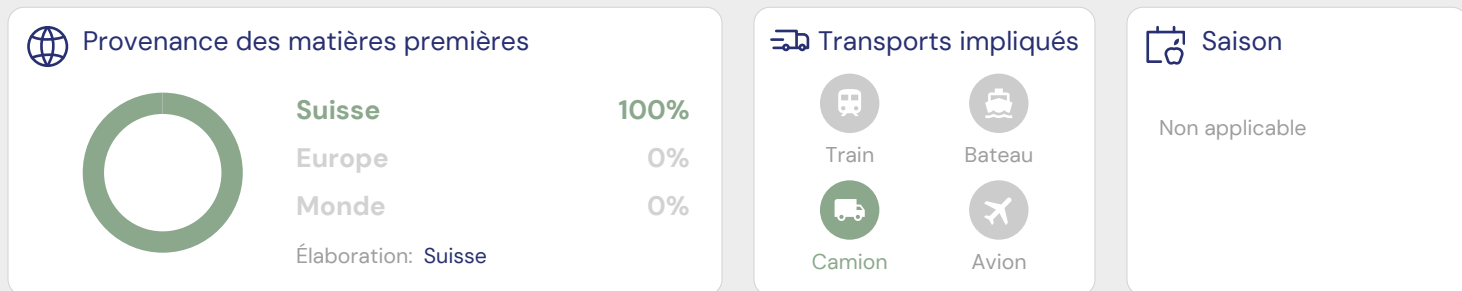 Provenance des matières premières
Suisse 100%
Europe 0%
Monde 0%
Élaboration: Suisse
Transports impliqués
Train Bateau
Camion Avion
Saison
Non applicable